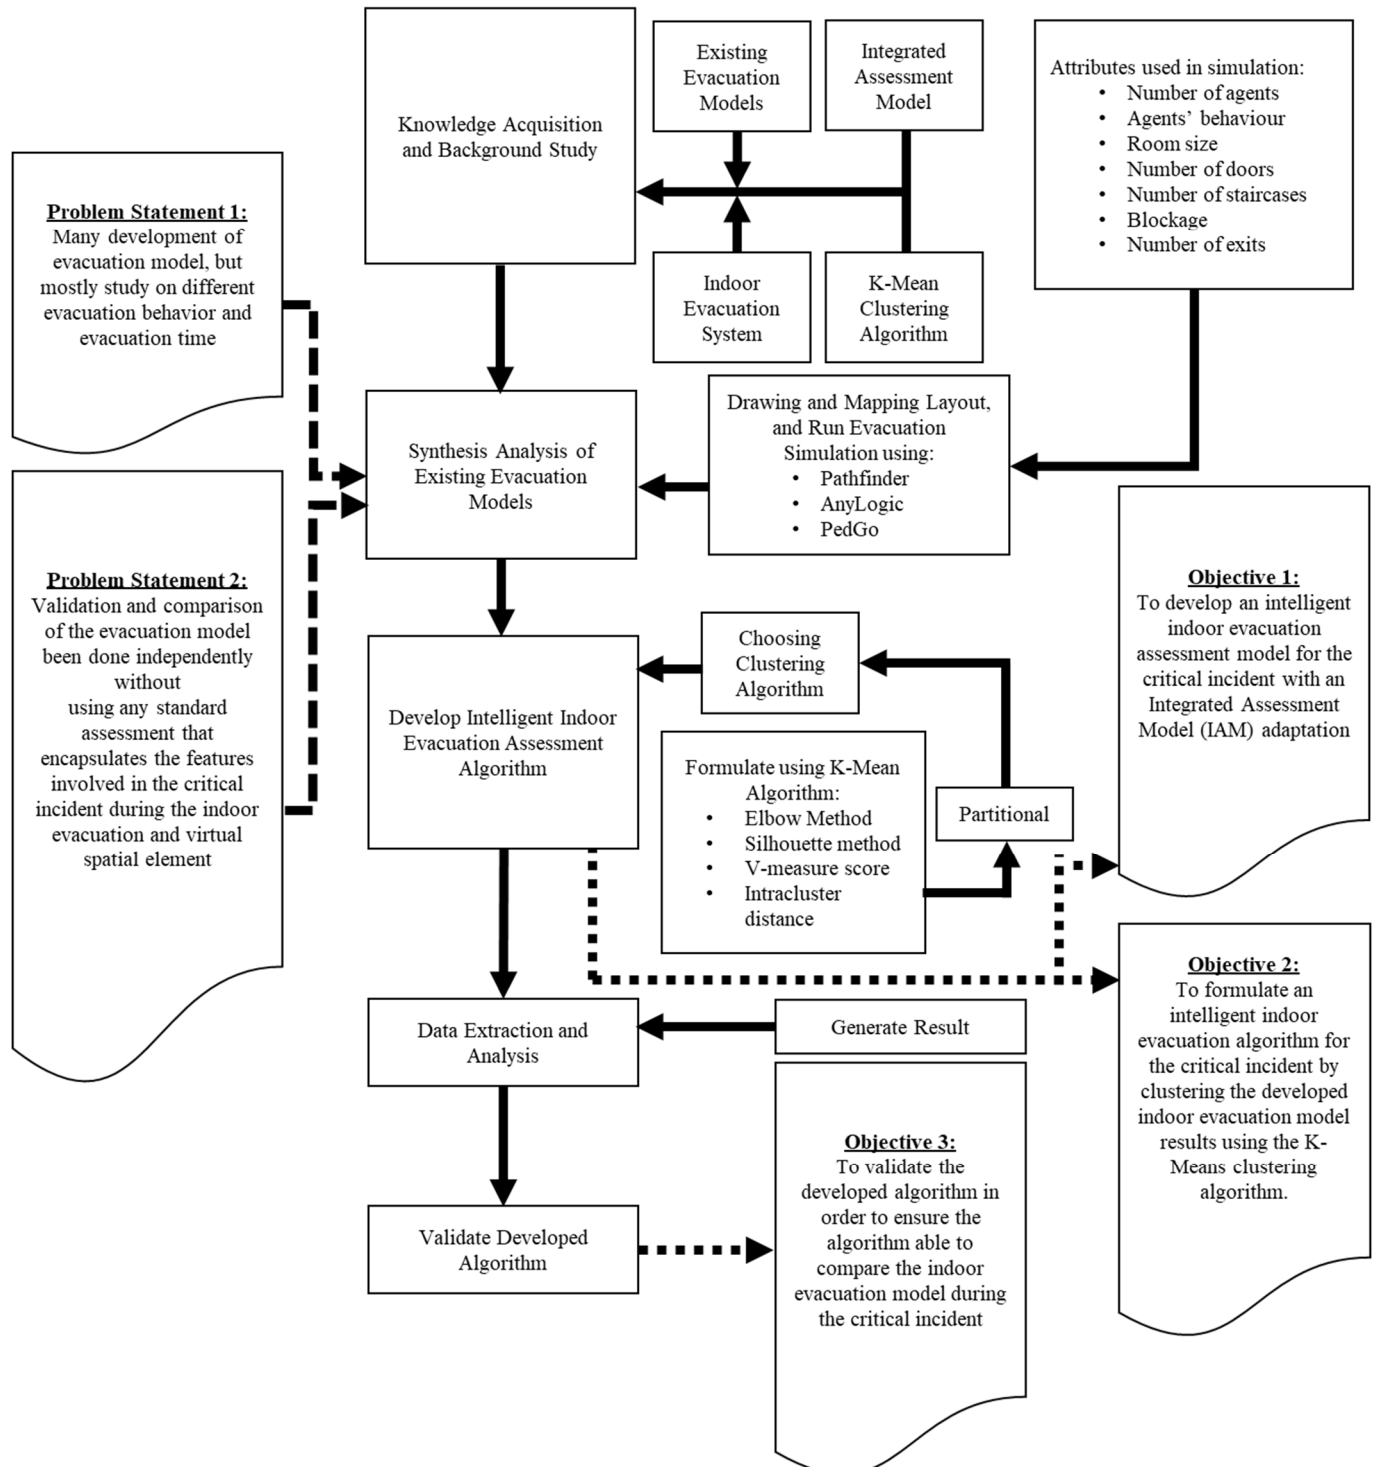 Knowledge Acquisition
and Background Study
Existing
Evacuation
Models
Integrated
Assessment
Model
Indoor
Evacuation
System
K-Mean
Clustering
Algorithm
Attributes used in simulation:
• Number of agents
• Agents’ behaviour
• Room size
• Number of doors
• Number of staircases
• Blockage
• Number of exits
Problem Statement 1:
Many development of
evacuation model, but
mostly study on different
evacuation behavior and
evacuation time
Synthesis Analysis of
Existing Evacuation
Models
Drawing and Mapping Layout,
and Run Evacuation
Simulation using:
• Pathfinder
• AnyLogic
• PedGo
Problem Statement 2:
Validation and comparison
of the evacuation model
been done independently
without
using any standard
assessment that
encapsulates the features
involved in the critical
incident during the indoor
evacuation and virtual
spatial element
Develop Intelligent Indoor
Evacuation Assessment
Algorithm
Choosing
Clustering
Algorithm
Formulate using K-Mean
Algorithm:
• Elbow Method
• Silhouette method
• V-measure score
• Intracluster
distance
Partitional
Objective 1:
To develop an intelligent
indoor evacuation
assessment model for the
critical incident with an
Integrated Assessment
Model (IAM) adaptation
Objective 2:
To formulate an
intelligent indoor
evacuation algorithm for
the critical incident by
clustering the developed
indoor evacuation model
results using the K-
Means clustering
algorithm.
Data Extraction and
Analysis
Generate Result
Validate Developed
Algorithm
Objective 3:
To validate the
developed algorithm in
order to ensure the
algorithm able to
compare the indoor
evacuation model during
the critical incident